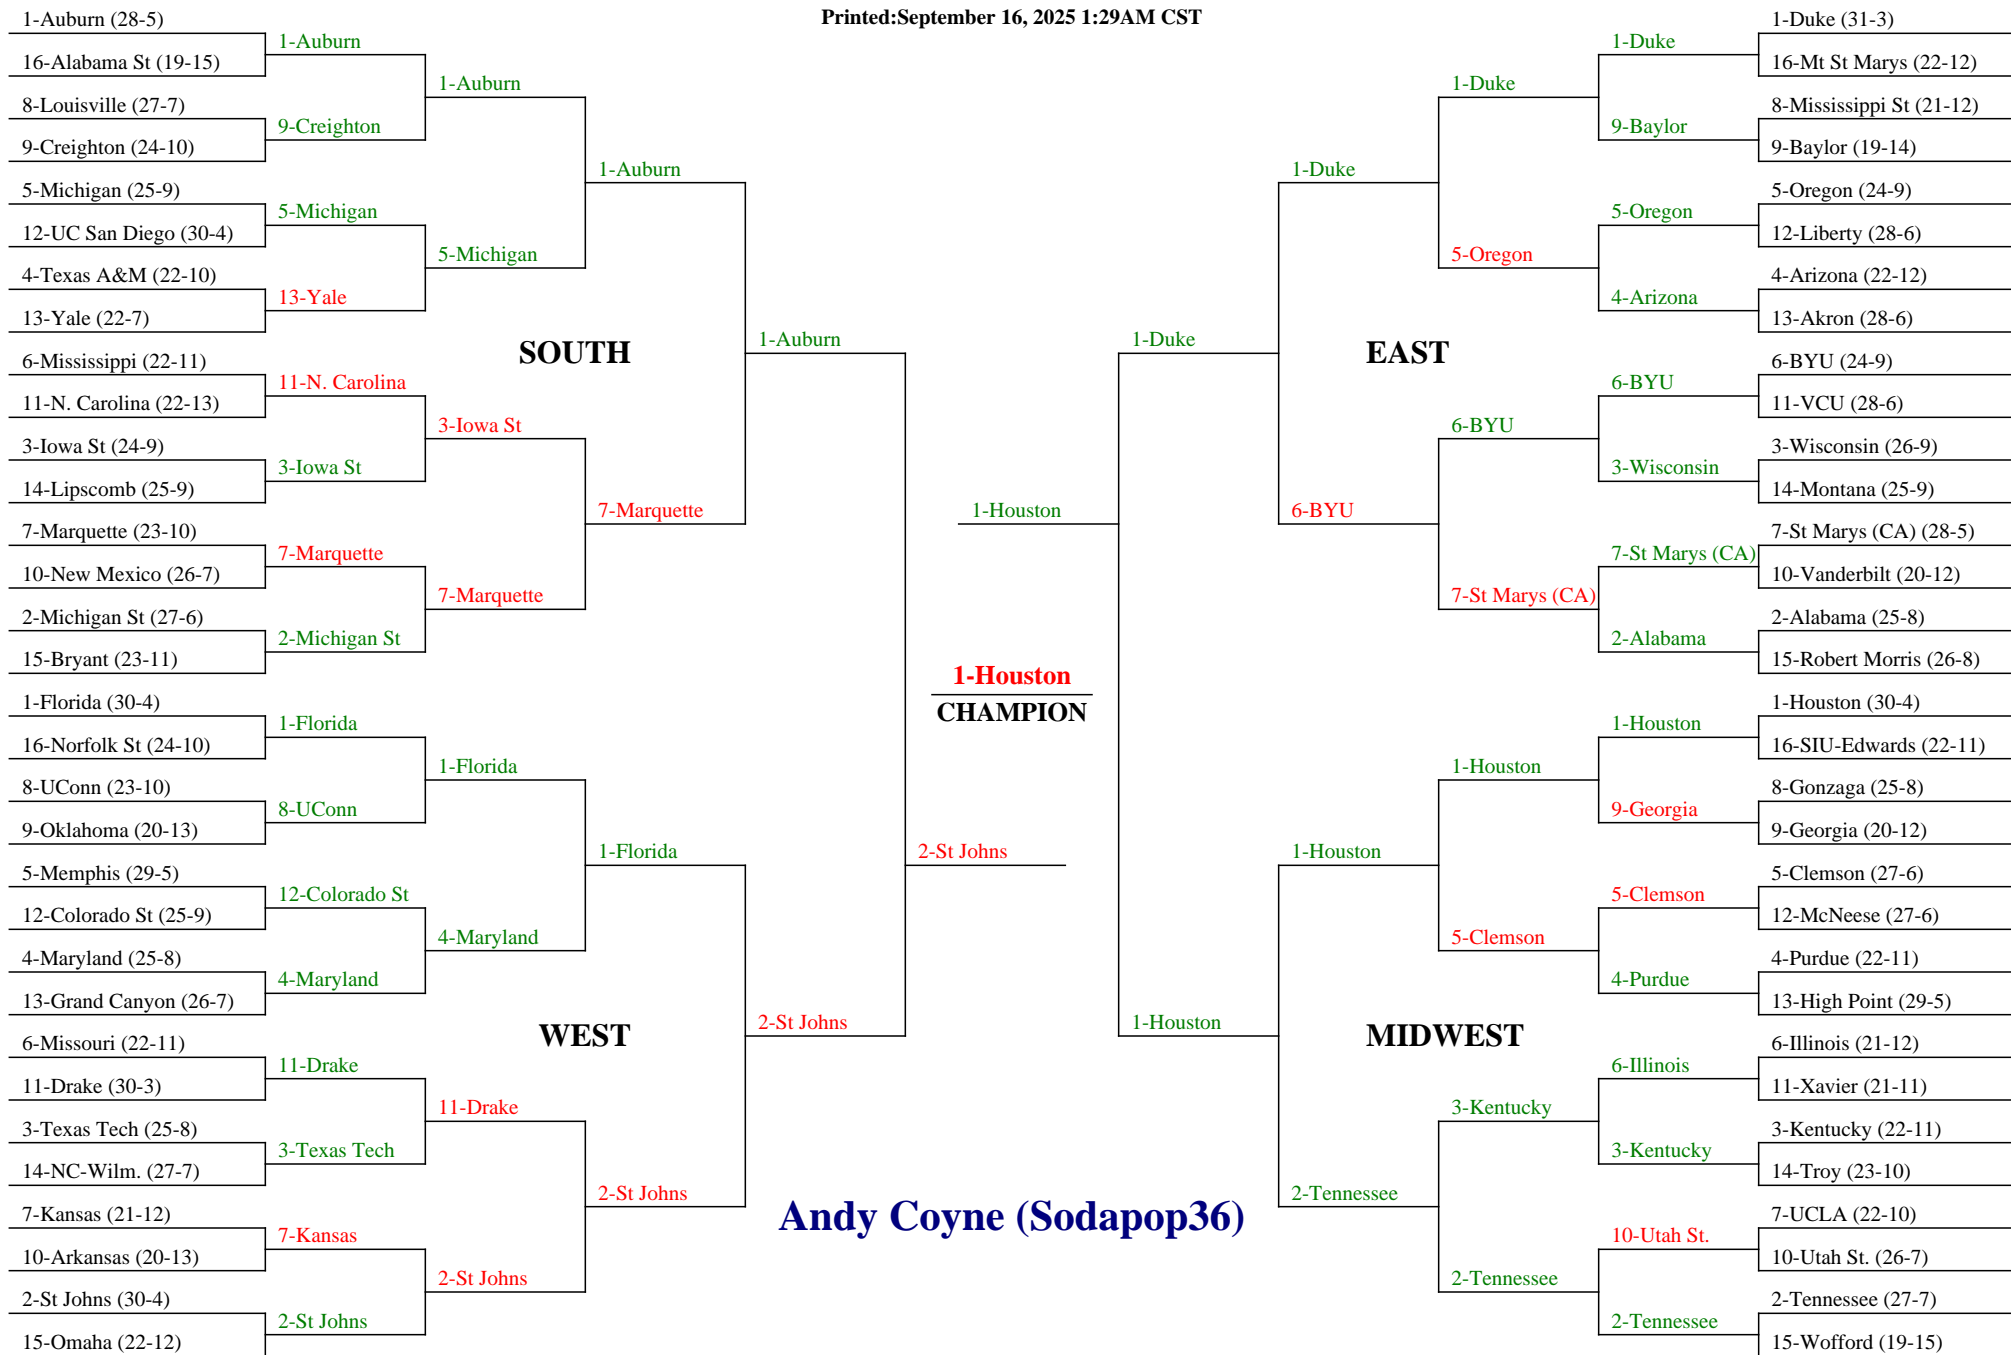 Printed:September 16, 2025 1:29AM CST
1-Auburn (28-5)
16-Alabama St (19-15)
8-Louisville (27-7)
9-Creighton (24-10)
5-Michigan (25-9)
12-UC San Diego (30-4)
4-Texas A&M (22-10)
13-Yale (22-7)
6-Mississippi (22-11)
11-N. Carolina (22-13)
3-Iowa St (24-9)
14-Lipscomb (25-9)
7-Marquette (23-10)
10-New Mexico (26-7)
2-Michigan St (27-6)
15-Bryant (23-11)
1-Florida (30-4)
16-Norfolk St (24-10)
8-UConn (23-10)
9-Oklahoma (20-13)
5-Memphis (29-5)
12-Colorado St (25-9)
4-Maryland (25-8)
13-Grand Canyon (26-7)
6-Missouri (22-11)
11-Drake (30-3)
3-Texas Tech (25-8)
14-NC-Wilm. (27-7)
7-Kansas (21-12)
10-Arkansas (20-13)
2-St Johns (30-4)
15-Omaha (22-12)
1-Auburn
9-Creighton
5-Michigan
13-Yale
11-N. Carolina
3-Iowa St
7-Marquette
2-Michigan St
1-Florida
8-UConn
12-Colorado St
4-Maryland
11-Drake
3-Texas Tech
7-Kansas
2-St Johns
1-Auburn
5-Michigan
3-Iowa St
7-Marquette
1-Florida
4-Maryland
11-Drake
2-St Johns
1-Auburn
7-Marquette
1-Florida
2-St Johns
SOUTH
WEST
1-Auburn
2-St Johns
2-St Johns
1-Houston
1-Houston
CHAMPION
Andy Coyne (Sodapop36)
1-Duke
1-Houston
EAST
MIDWEST
1-Duke
6-BYU
1-Houston
2-Tennessee
1-Duke
5-Oregon
6-BYU
7-St Marys (CA)
1-Houston
5-Clemson
3-Kentucky
2-Tennessee
1-Duke
9-Baylor
5-Oregon
4-Arizona
6-BYU
3-Wisconsin
7-St Marys (CA)
2-Alabama
1-Houston
9-Georgia
5-Clemson
4-Purdue
6-Illinois
3-Kentucky
10-Utah St.
2-Tennessee
1-Duke (31-3)
16-Mt St Marys (22-12)
8-Mississippi St (21-12)
9-Baylor (19-14)
5-Oregon (24-9)
12-Liberty (28-6)
4-Arizona (22-12)
13-Akron (28-6)
6-BYU (24-9)
11-VCU (28-6)
3-Wisconsin (26-9)
14-Montana (25-9)
7-St Marys (CA) (28-5)
10-Vanderbilt (20-12)
2-Alabama (25-8)
15-Robert Morris (26-8)
1-Houston (30-4)
16-SIU-Edwards (22-11)
8-Gonzaga (25-8)
9-Georgia (20-12)
5-Clemson (27-6)
12-McNeese (27-6)
4-Purdue (22-11)
13-High Point (29-5)
6-Illinois (21-12)
11-Xavier (21-11)
3-Kentucky (22-11)
14-Troy (23-10)
7-UCLA (22-10)
10-Utah St. (26-7)
2-Tennessee (27-7)
15-Wofford (19-15)